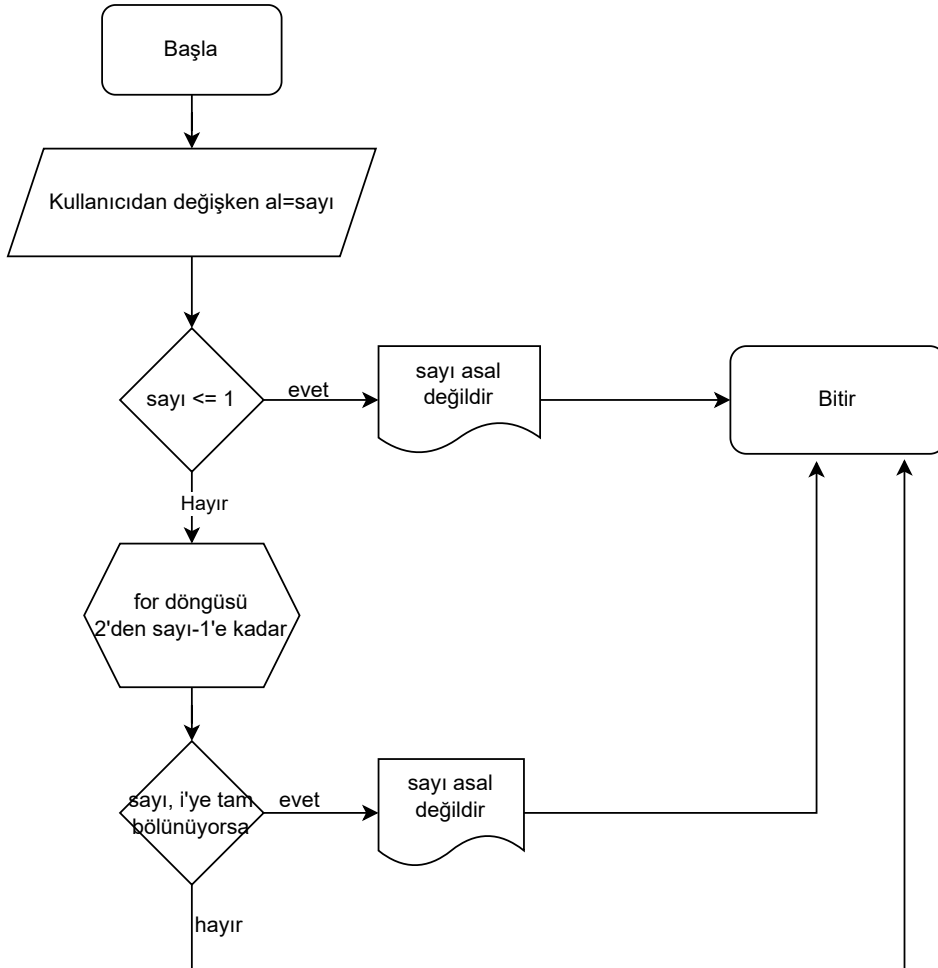 Başla
Kullanıcıdan değişken al=sayı
sayı <= 1
evet
sayı asal
değildir
Bitir
Hayır
for döngüsü
2'den sayı-1'e kadar
sayı, i'ye tam
bölünüyorsa
evet
sayı asal
değildir
hayır